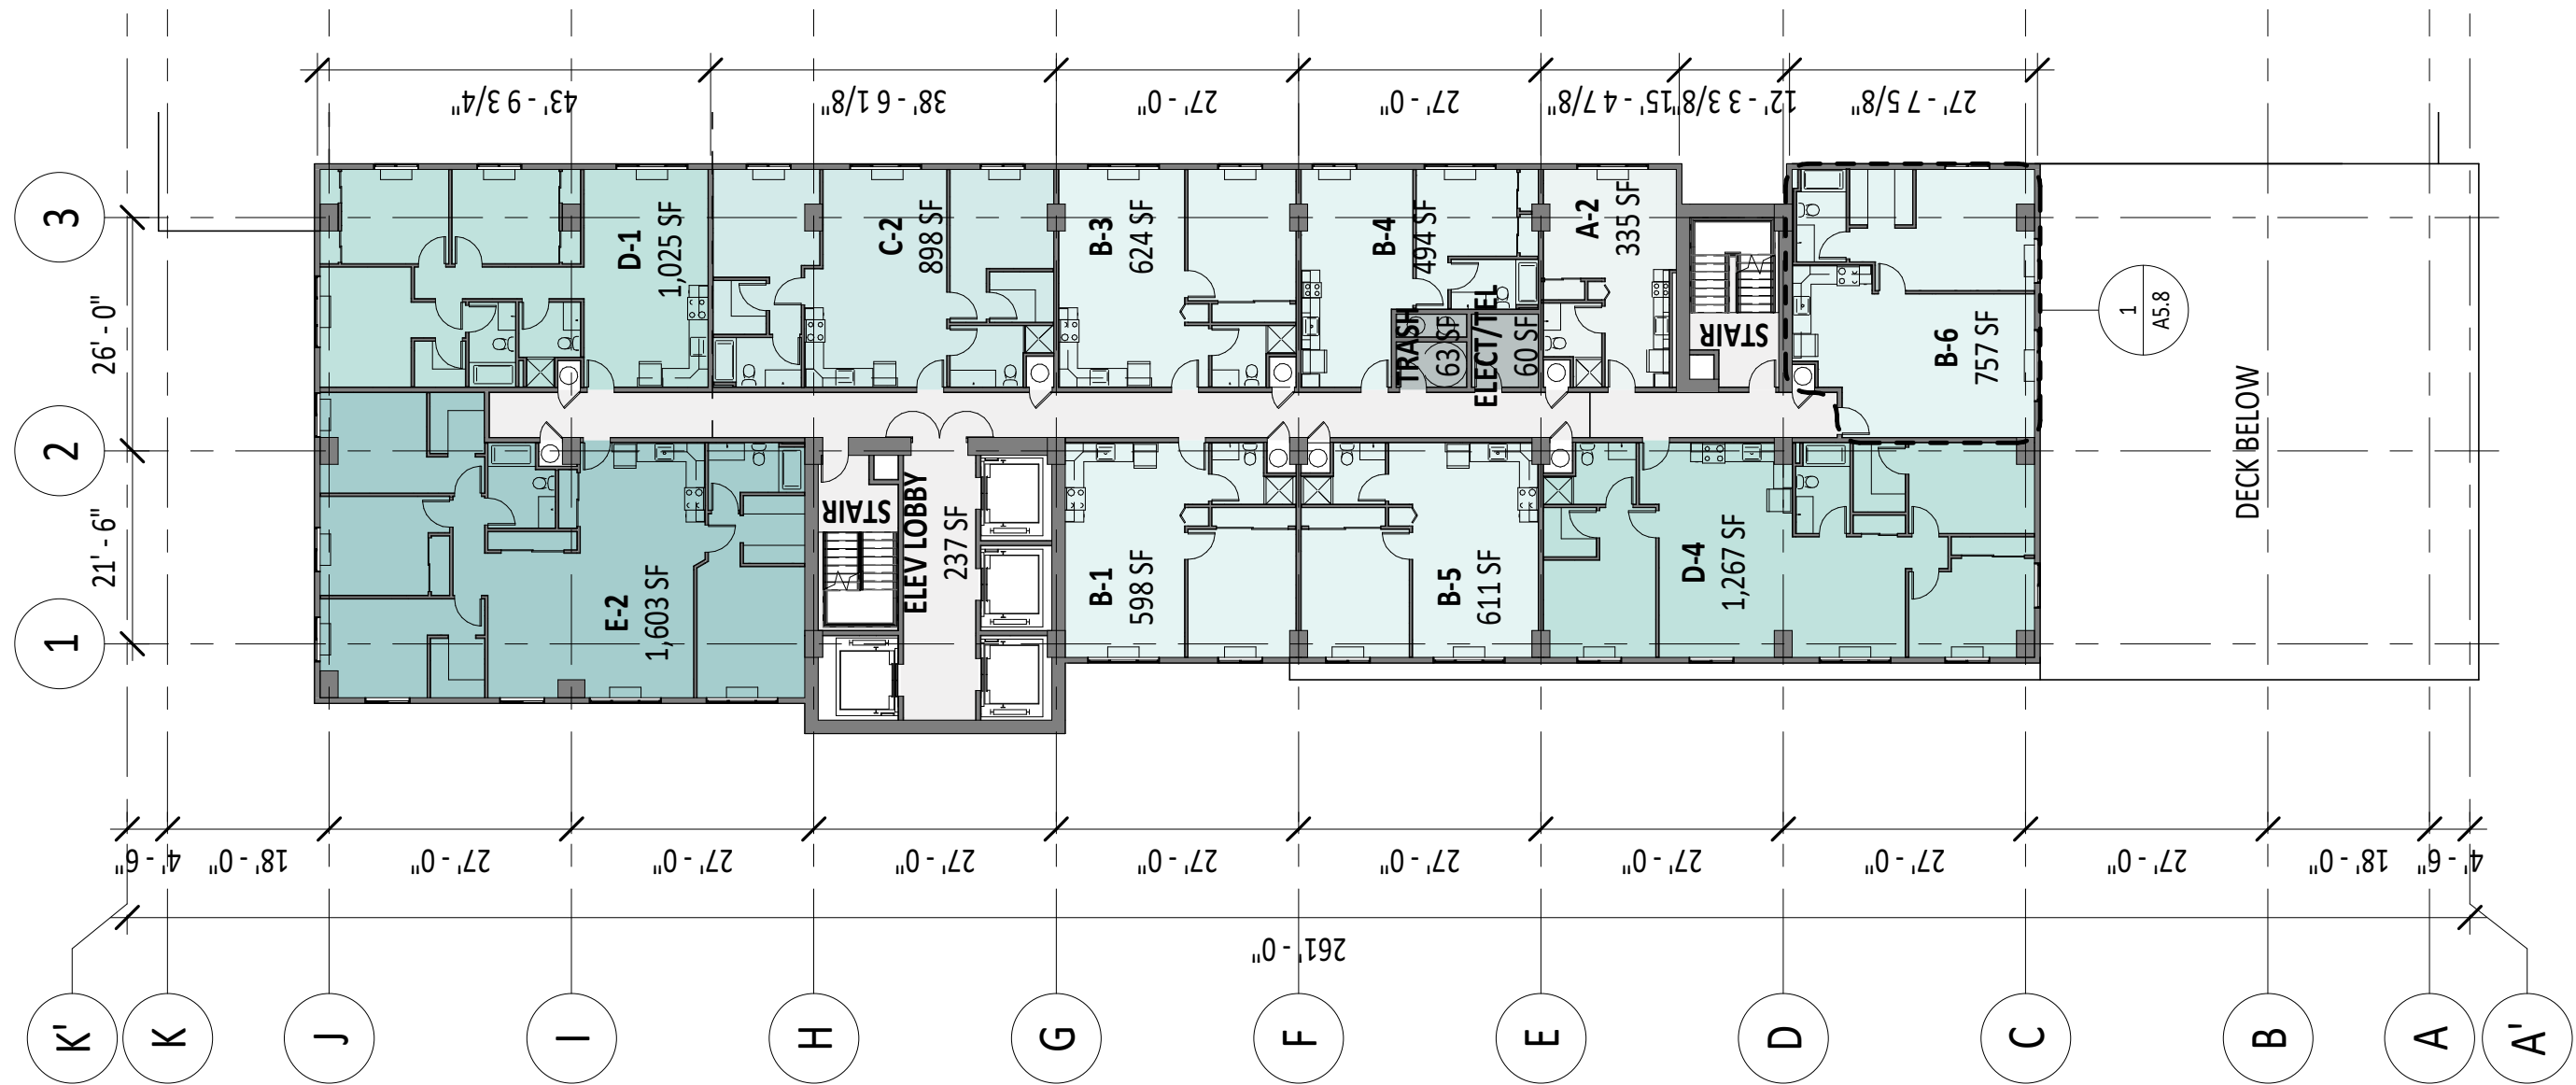 43' - 9 3/4"
38' - 6 1/8"
27' - 0"
27' - 0"
15' - 4 7/8"
12' - 3 3/8"
27' - 7 5/8"
3
2
1
26' - 0"
21' - 6"
D-1
1,025 SF
C-2
898 SF
B-3
624 SF
B-4
494 SF
A-2
335 SF
TRASH
63 SF
ELECT/TEL
60 SF
STAIR
B-6
757 SF
1
A5.8
DECK BELOW
E-2
1,603 SF
STAIR
ELEV LOBBY
237 SF
B-1
598 SF
B-5
611 SF
D-4
1,267 SF
4' - 6"
18' - 0"
27' - 0"
27' - 0"
27' - 0"
27' - 0"
27' - 0"
27' - 0"
27' - 0"
27' - 0"
18' - 0"
4' - 6"
261' - 0"
K'
K
J
I
H
G
F
E
D
C
B
A
A'